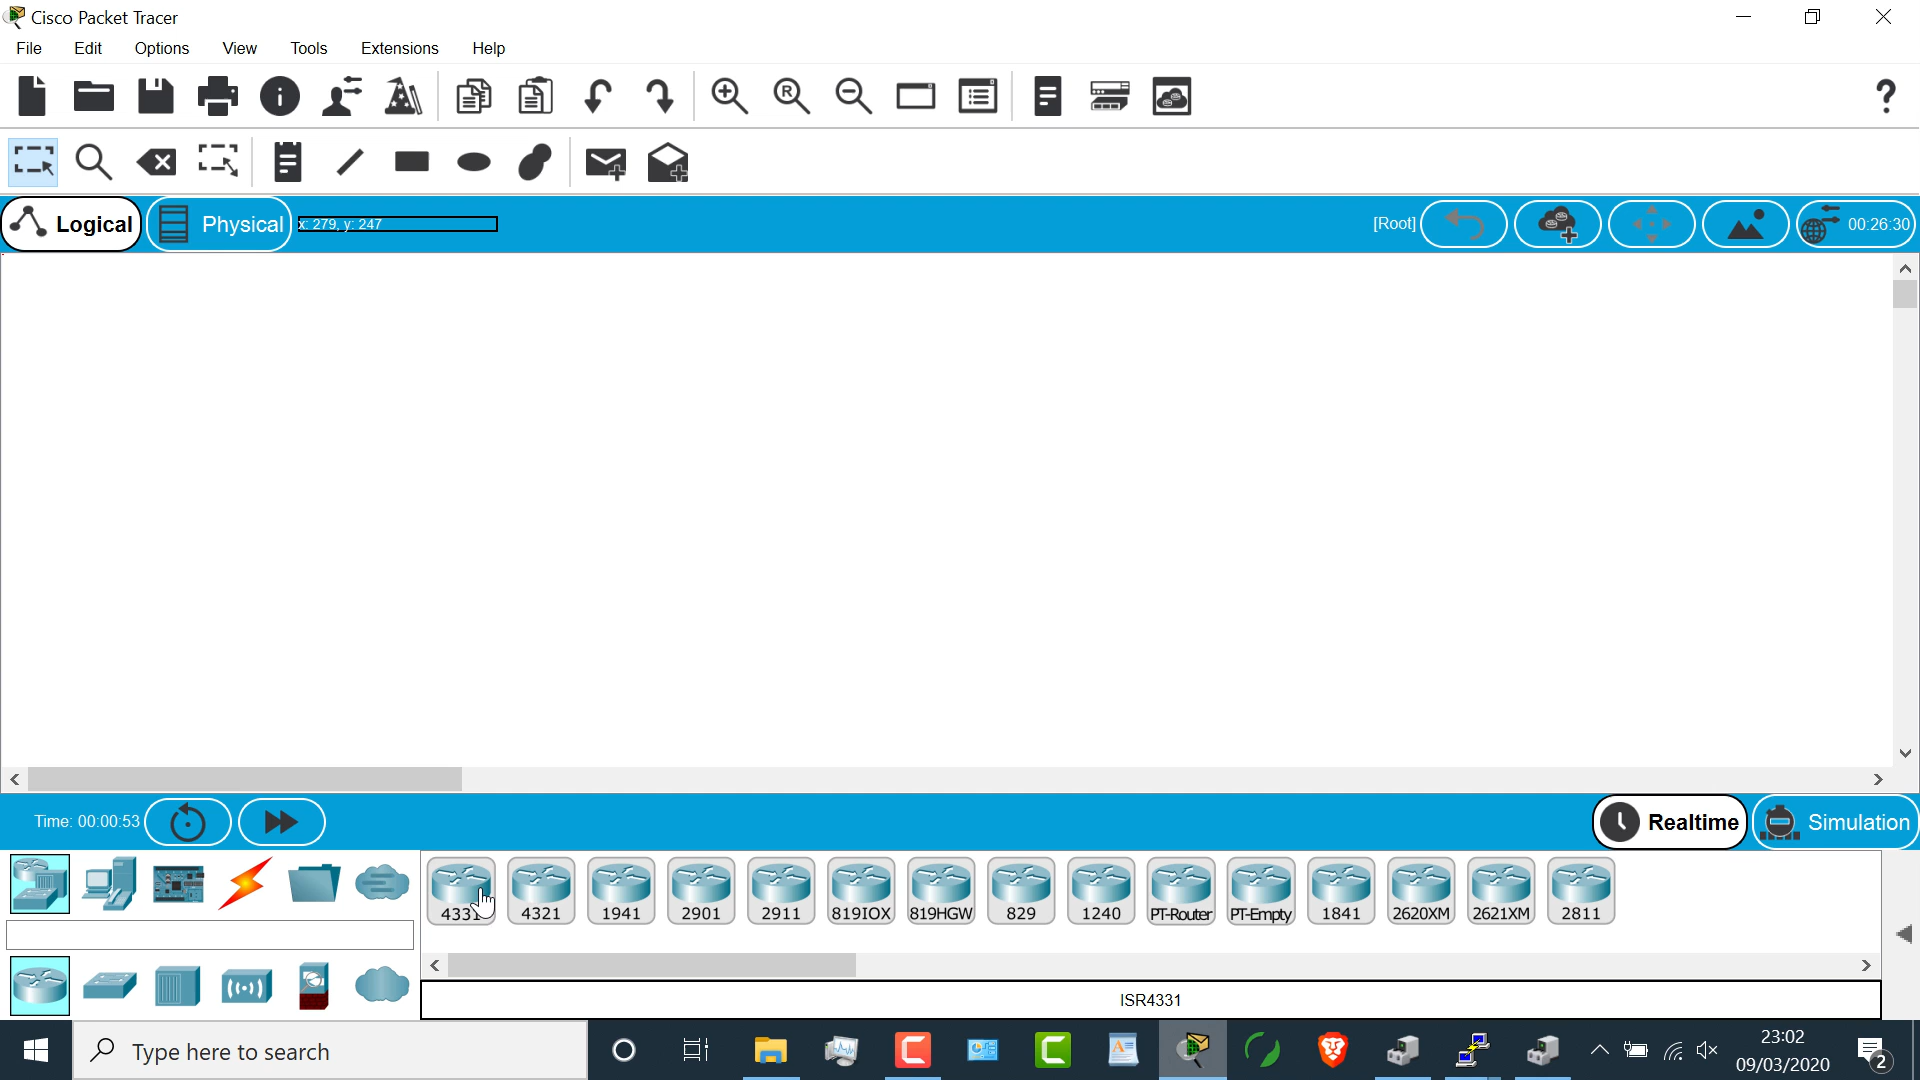 Cisco Packet Tracer
File Edit Options View Tools Extensions Help
R
i
?
Logical Physical x: 279, y: 247 [Root] 00:26:30
Time: 00:00:53 Realtime Simulation
4331 4321 1941 2901 2911 819IOX 819HGW 829 1240 PT-Router PT-Empty 1841 2620XM 2621XM 2811
ISR4331
Type here to search 23:02
09/03/2020 2